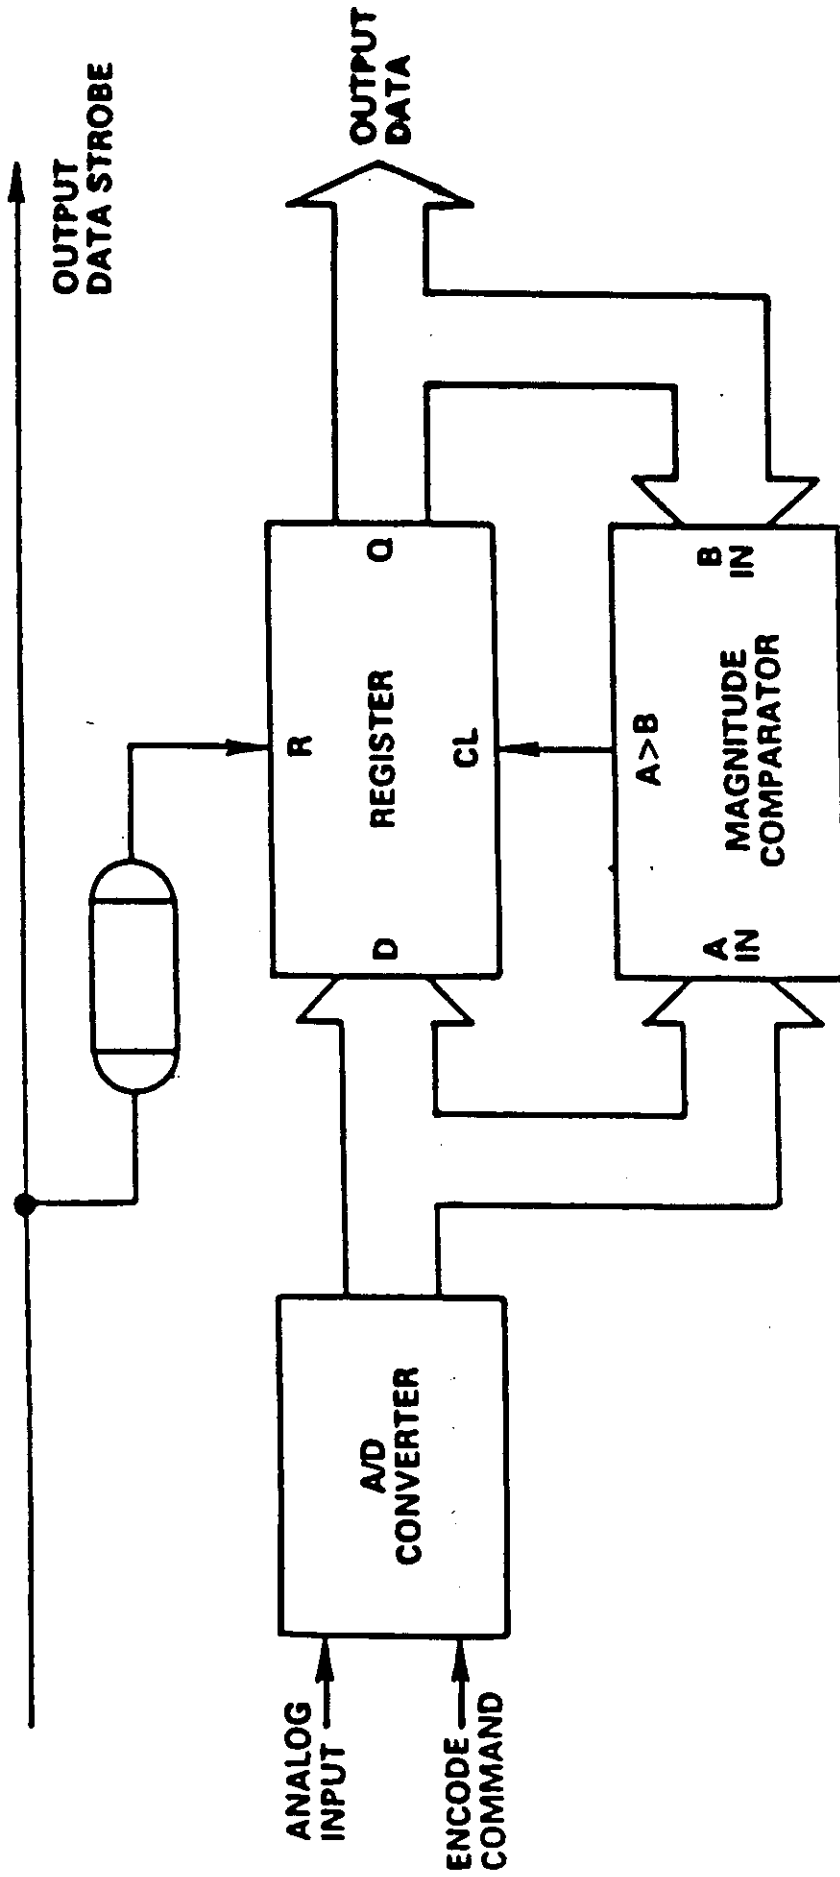 OUTPUT
DATA STROBE
ANALOG
INPUT
ENCODE
COMMAND
A/D
CONVERTER
R
D
REGISTER
Q
CL
A>B
A
IN
MAGNITUDE
COMPARATOR
B
IN
OUTPUT
DATA